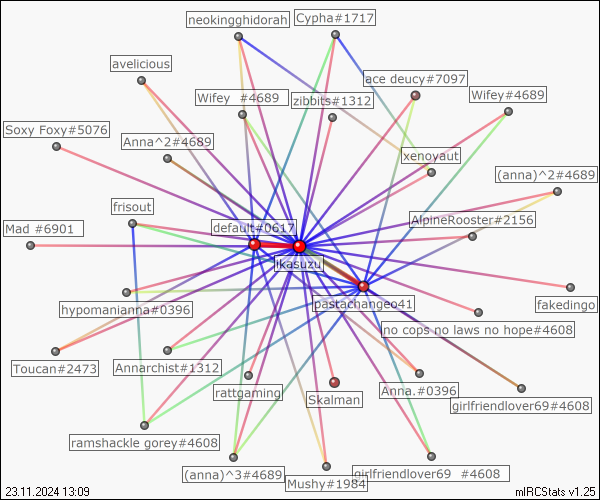 neokingghidorah
Cypha#1717
avelicious
ace deucy#7097
Wifey  #4689
zibbits#1312
Wifey#4689
Soxy Foxy#5076
Anna^2#4689
xenoyaut
(anna)^2#4689
frisout
default#0617
AlpineRooster#2156
Mad #6901
Ikasuzu
hypomanianna#0396
pastachangeo41
fakedingo
no cops no laws no hope#4608
Toucan#2473
Annarchist#1312
rattgaming
Skalman
Anna.#0396
girlfriendlover69#4608
ramshackle gorey#4608
(anna)^3#4689
Mushy#1984
girlfriendlover69  #4608
23.11.2024 13:09
mIRCStats v1.25